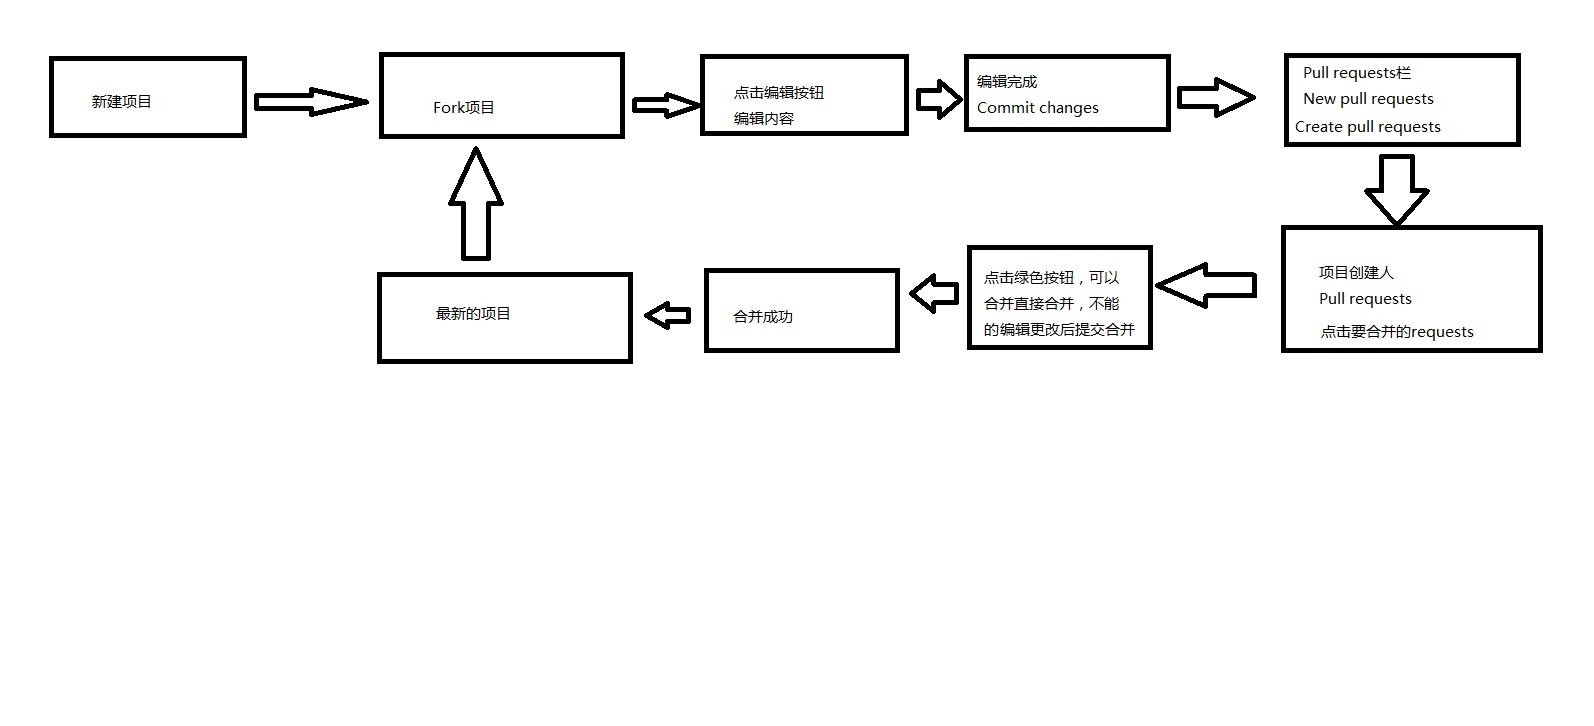 新建项目
Fork项目
点击编辑按钮
编辑内容
编辑完成
Commit changes
Pull requests栏
New pull requests
Create pull requests
项目创建人
Pull requests
点击要合并的requests
点击绿色按钮，可以
合并直接合并，不能
的编辑更改后提交合并
合并成功
最新的项目